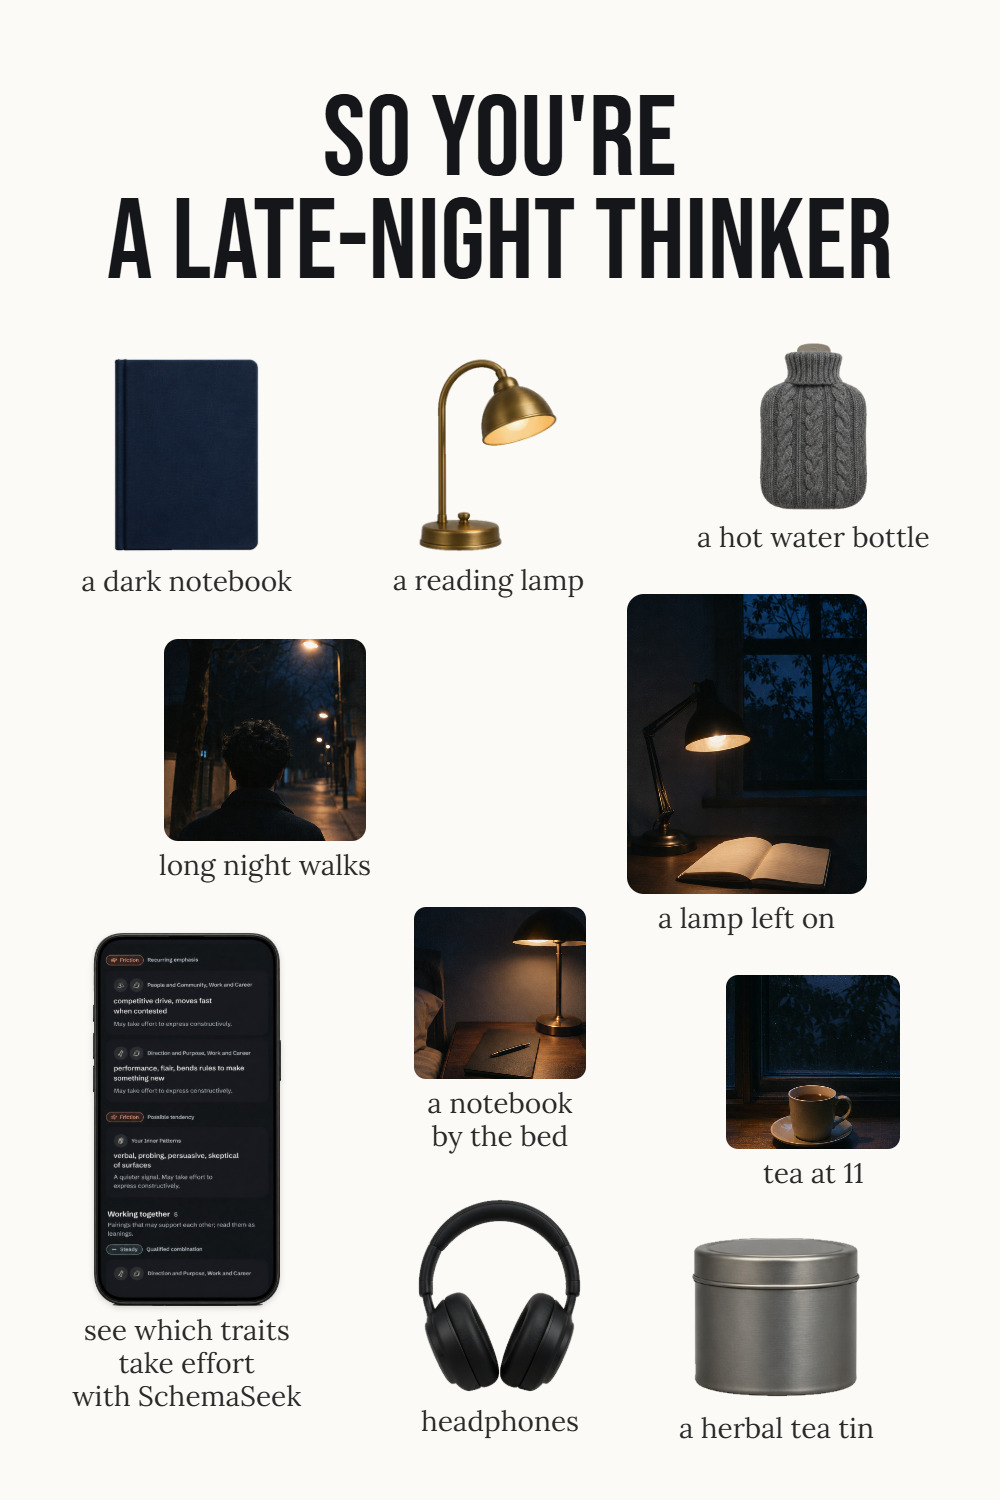 SO YOU'RE
A LATE-NIGHT THINKER
a dark notebook
a reading lamp
a hot water bottle
long night walks
a lamp left on
Friction Recurring emphasis
People and Community, Work and Career
competitive drive, moves fast
when contested
May take effort to express constructively.
Direction and Purpose, Work and Career
performance, flair, bends rules to make
something new
May take effort to express constructively.
Friction Possible tendency
Your Inner Patterns
verbal, probing, persuasive, skeptical
of surfaces
A quieter signal. May take effort to
express constructively.
Working together 6
Pairings that may support each other; read them as
leanings.
Steady Qualified combination
Direction and Purpose, Work and Career
see which traits
take effort
with SchemaSeek
a notebook
by the bed
tea at 11
headphones
a herbal tea tin